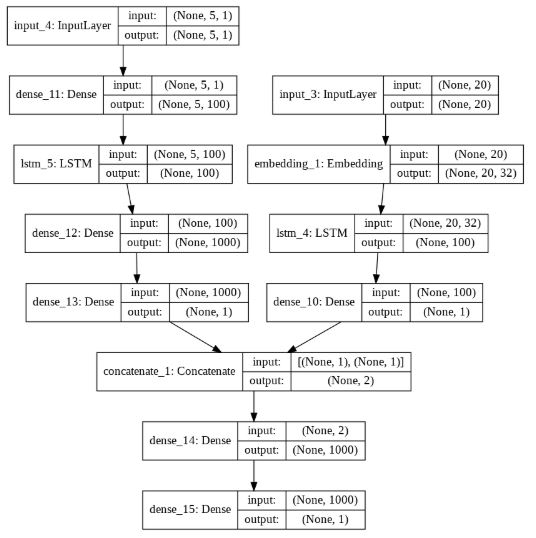 input_4: InputLayer input: (None, 5, 1)
output: (None, 5, 1)
dense_11: Dense input: (None, 5, 1)
output: (None, 5, 100)
input_3: InputLayer input: (None, 20)
output: (None, 20)
lstm_5: LSTM input: (None, 5, 100)
output: (None, 100)
embedding_1: Embedding input: (None, 20)
output: (None, 20, 32)
dense_12: Dense input: (None, 100)
output: (None, 1000)
lstm_4: LSTM input: (None, 20, 32)
output: (None, 100)
dense_13: Dense input: (None, 1000)
output: (None, 1)
dense_10: Dense input: (None, 100)
output: (None, 1)
concatenate_1: Concatenate input: [(None, 1), (None, 1)]
output: (None, 2)
dense_14: Dense input: (None, 2)
output: (None, 1000)
dense_15: Dense input: (None, 1000)
output: (None, 1)